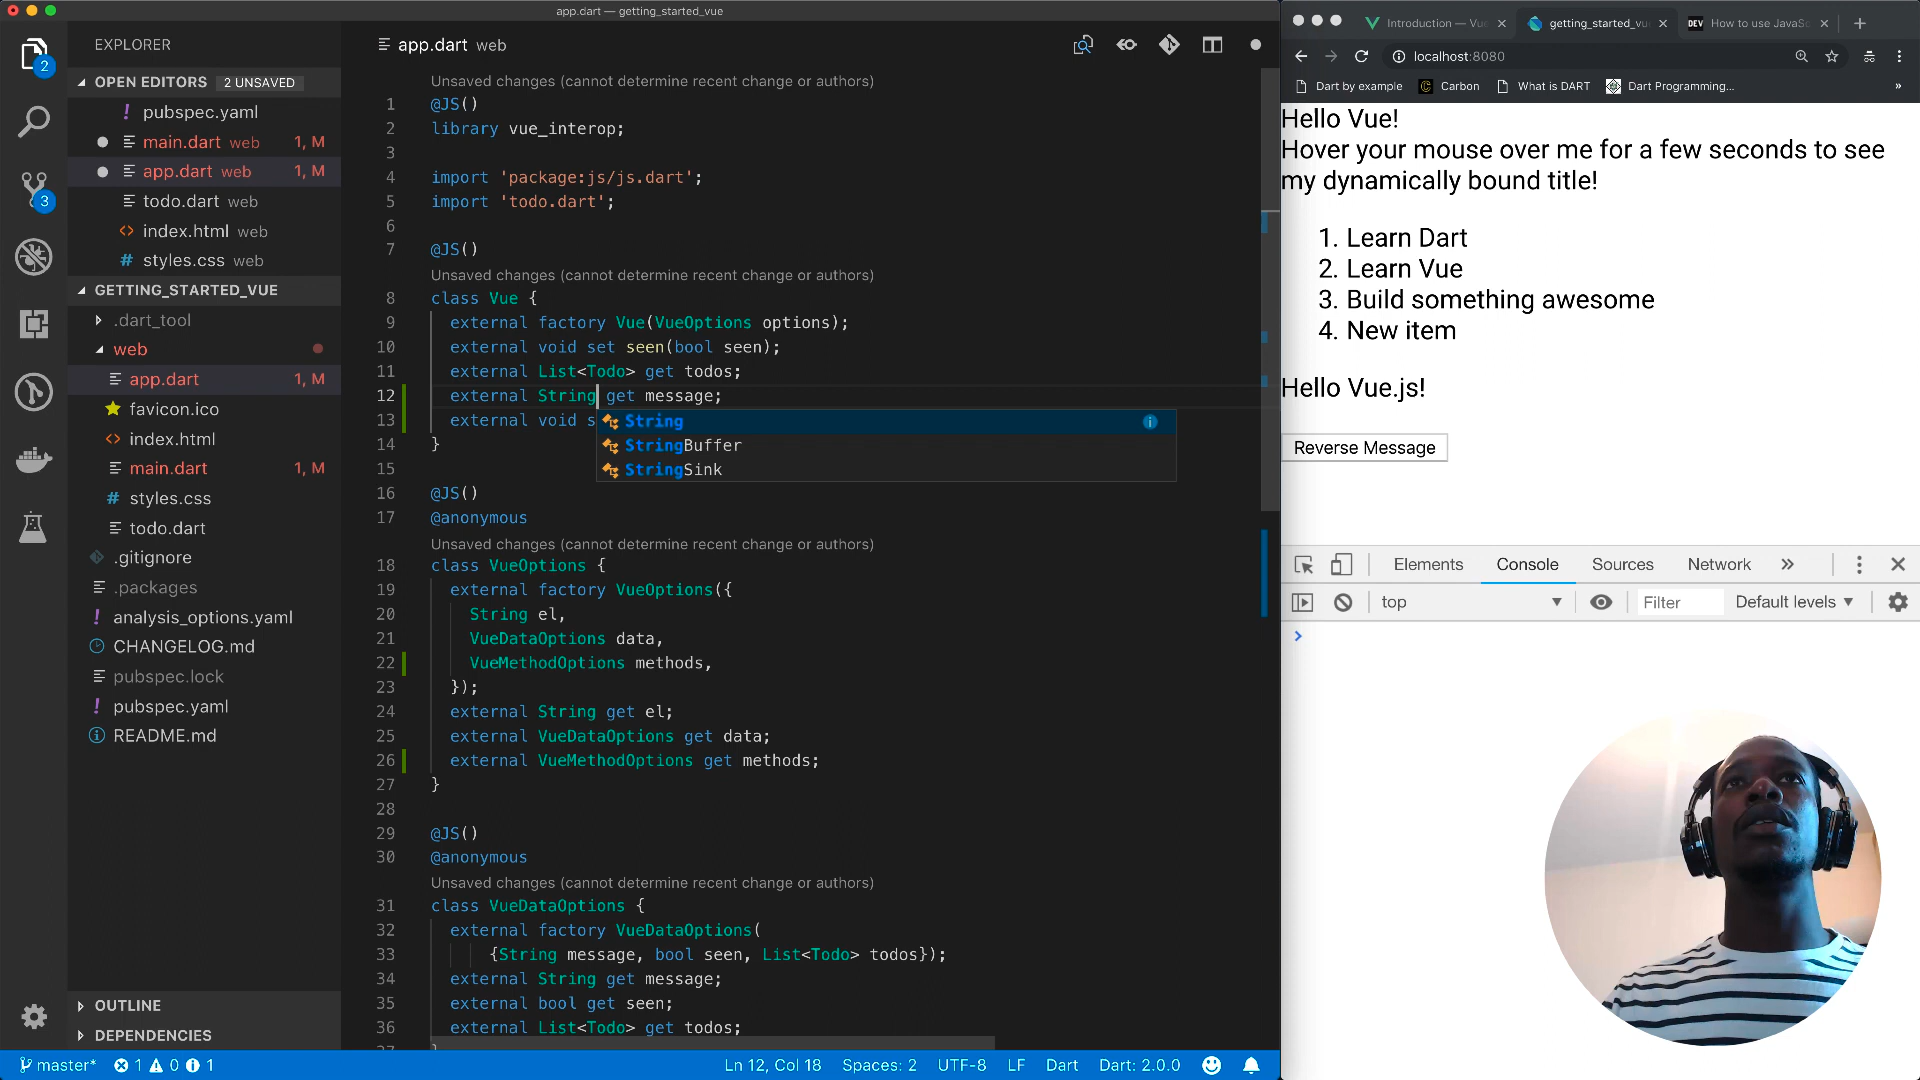 app.dart — getting_started_vue
EXPLORER
OPEN EDITORS 2 UNSAVED
! pubspec.yaml
main.dart web 1, M
app.dart web 1, M
todo.dart web
<> index.html web
# styles.css web
GETTING_STARTED_VUE
.dart_tool
web
app.dart 1, M
favicon.ico
<> index.html
main.dart 1, M
# styles.css
todo.dart
.gitignore
.packages
! analysis_options.yaml
CHANGELOG.md
pubspec.lock
! pubspec.yaml
README.md
OUTLINE
DEPENDENCIES
2
3
app.dart web
Unsaved changes (cannot determine recent change or authors)
1 @JS()
2 library vue_interop;
3
4 import 'package:js/js.dart';
5 import 'todo.dart';
6
7 @JS()
Unsaved changes (cannot determine recent change or authors)
8 class Vue {
9 external factory Vue(VueOptions options);
10 external void set seen(bool seen);
11 external List<Todo> get todos;
12 external String get message;
13 external void s
String
StringBuffer
StringSink
14 }
15
16 @JS()
17 @anonymous
Unsaved changes (cannot determine recent change or authors)
18 class VueOptions {
19 external factory VueOptions({
20 String el,
21 VueDataOptions data,
22 VueMethodOptions methods,
23 });
24 external String get el;
25 external VueDataOptions get data;
26 external VueMethodOptions get methods;
27 }
28
29 @JS()
30 @anonymous
Unsaved changes (cannot determine recent change or authors)
31 class VueDataOptions {
32 external factory VueDataOptions(
33 {String message, bool seen, List<Todo> todos});
34 external String get message;
35 external bool get seen;
36 external List<Todo> get todos;
master* 1 0 1
Ln 12, Col 18 Spaces: 2 UTF-8 LF Dart Dart: 2.0.0
Introduction — Vue
getting_started_vu
DEV How to use JavaSc
localhost:8080
Dart by example Carbon What is DART Dart Programming... »
Hello Vue!
Hover your mouse over me for a few seconds to see
my dynamically bound title!
1. Learn Dart
2. Learn Vue
3. Build something awesome
4. New item
Hello Vue.js!
Reverse Message
Elements Console Sources Network »
top Filter Default levels